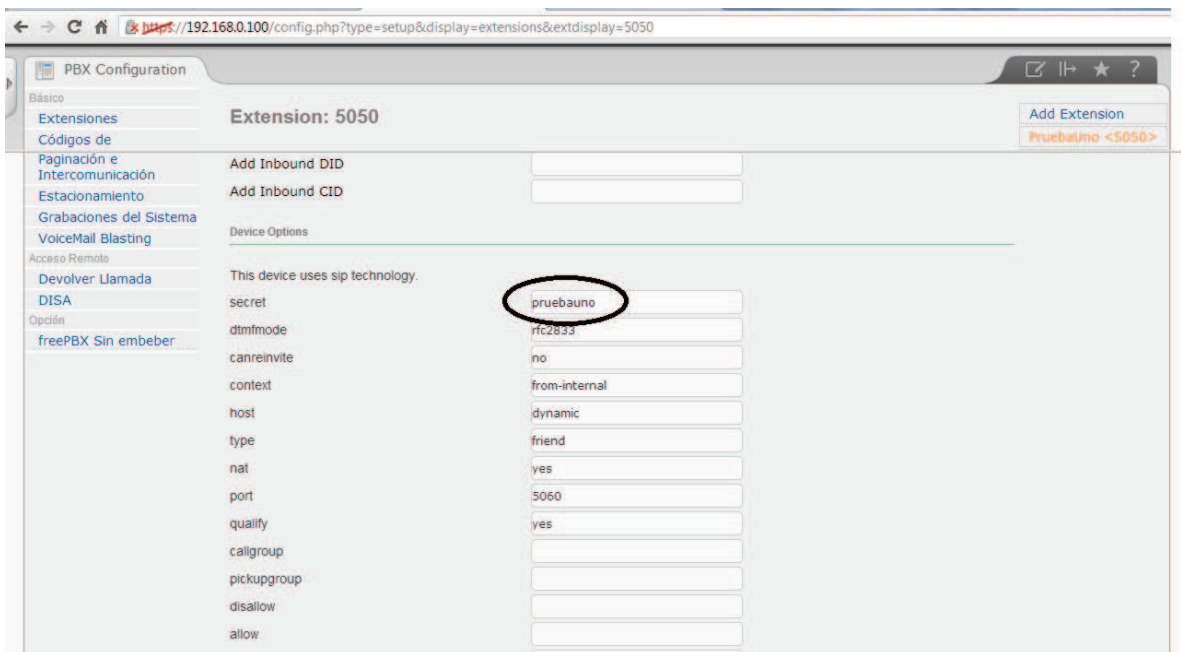 https://192.168.0.100/config.php?type=setup&display=extensions&extdisplay=5050
PBX Configuration
Básico
Extensiones
Códigos de
Paginación e
Intercomunicación
Estacionamiento
Grabaciones del Sistema
VoiceMail Blasting
Acceso Remoto
Devolver Llamada
DISA
Opción
freePBX Sin embeber
Extension: 5050
Add Extension
PruebaUno <5050>
Add Inbound DID
Add Inbound CID
Device Options
This device uses sip technology.
secret pruebauno
dtmfmode rfc2833
canreinvite no
context from-internal
host dynamic
type friend
nat yes
port 5060
qualify yes
callgroup
pickupgroup
disallow
allow